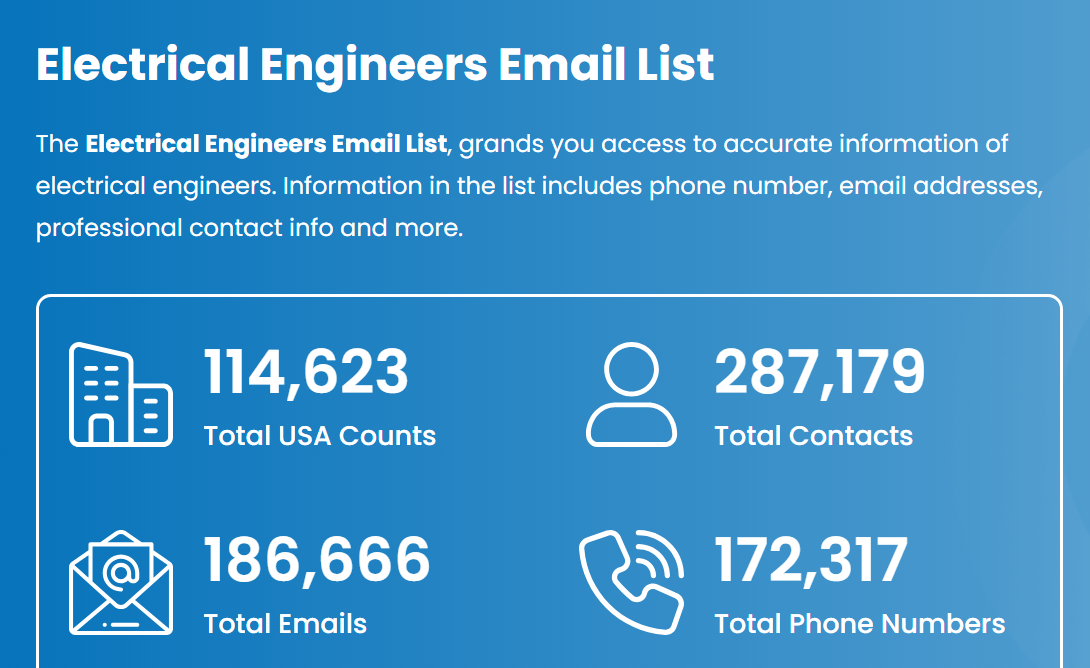 Electrical Engineers Email List
The Electrical Engineers Email List, grands you access to accurate information of
electrical engineers. Information in the list includes phone number, email addresses,
professional contact info and more.
114,623
Total USA Counts
287,179
Total Contacts
186,666
Total Emails
172,317
Total Phone Numbers